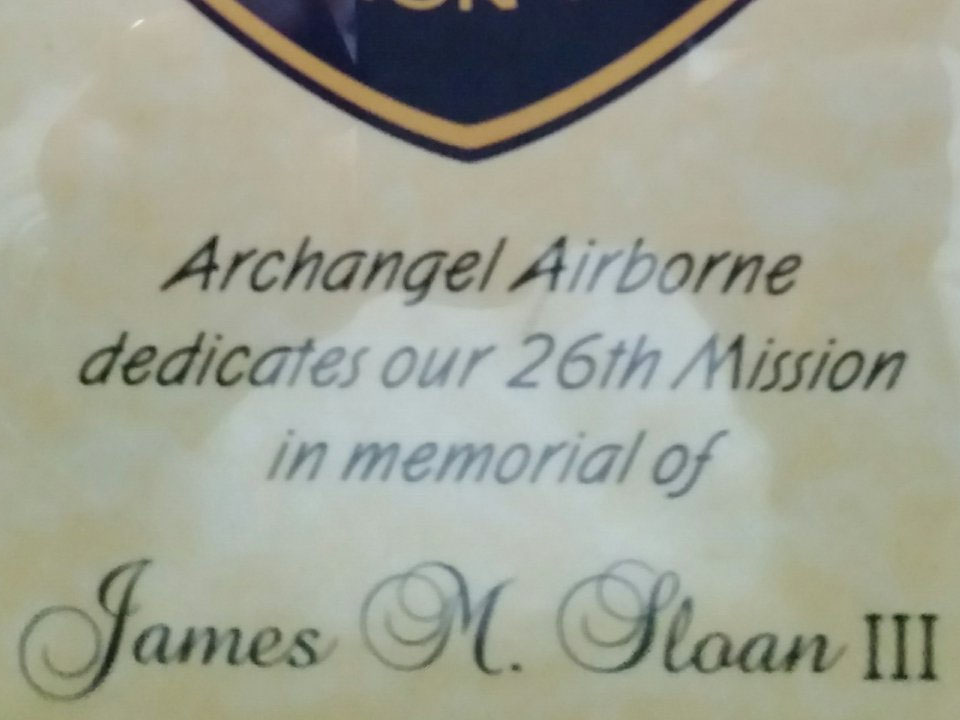 Archangel Airborne
dedicates our 26th Mission
in memorial of
James M. Sloan III